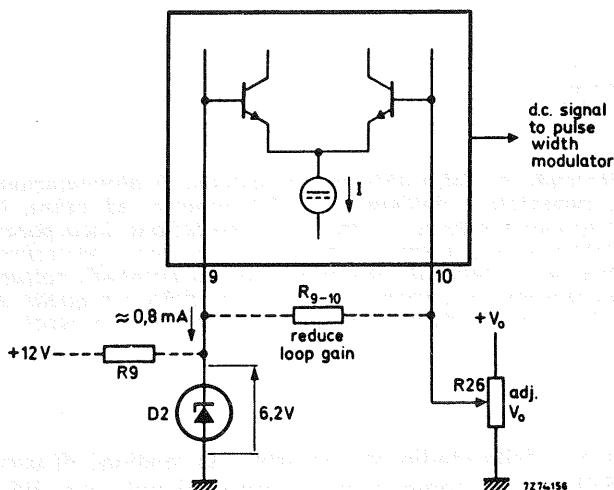 d.c. signal
to pulse
width
modulator
I
9
10
≈0,8 mA
R9-10
reduce
loop gain
+12V
R9
+Vo
R26
adj.
Vo
D2
6,2V
7Z74156